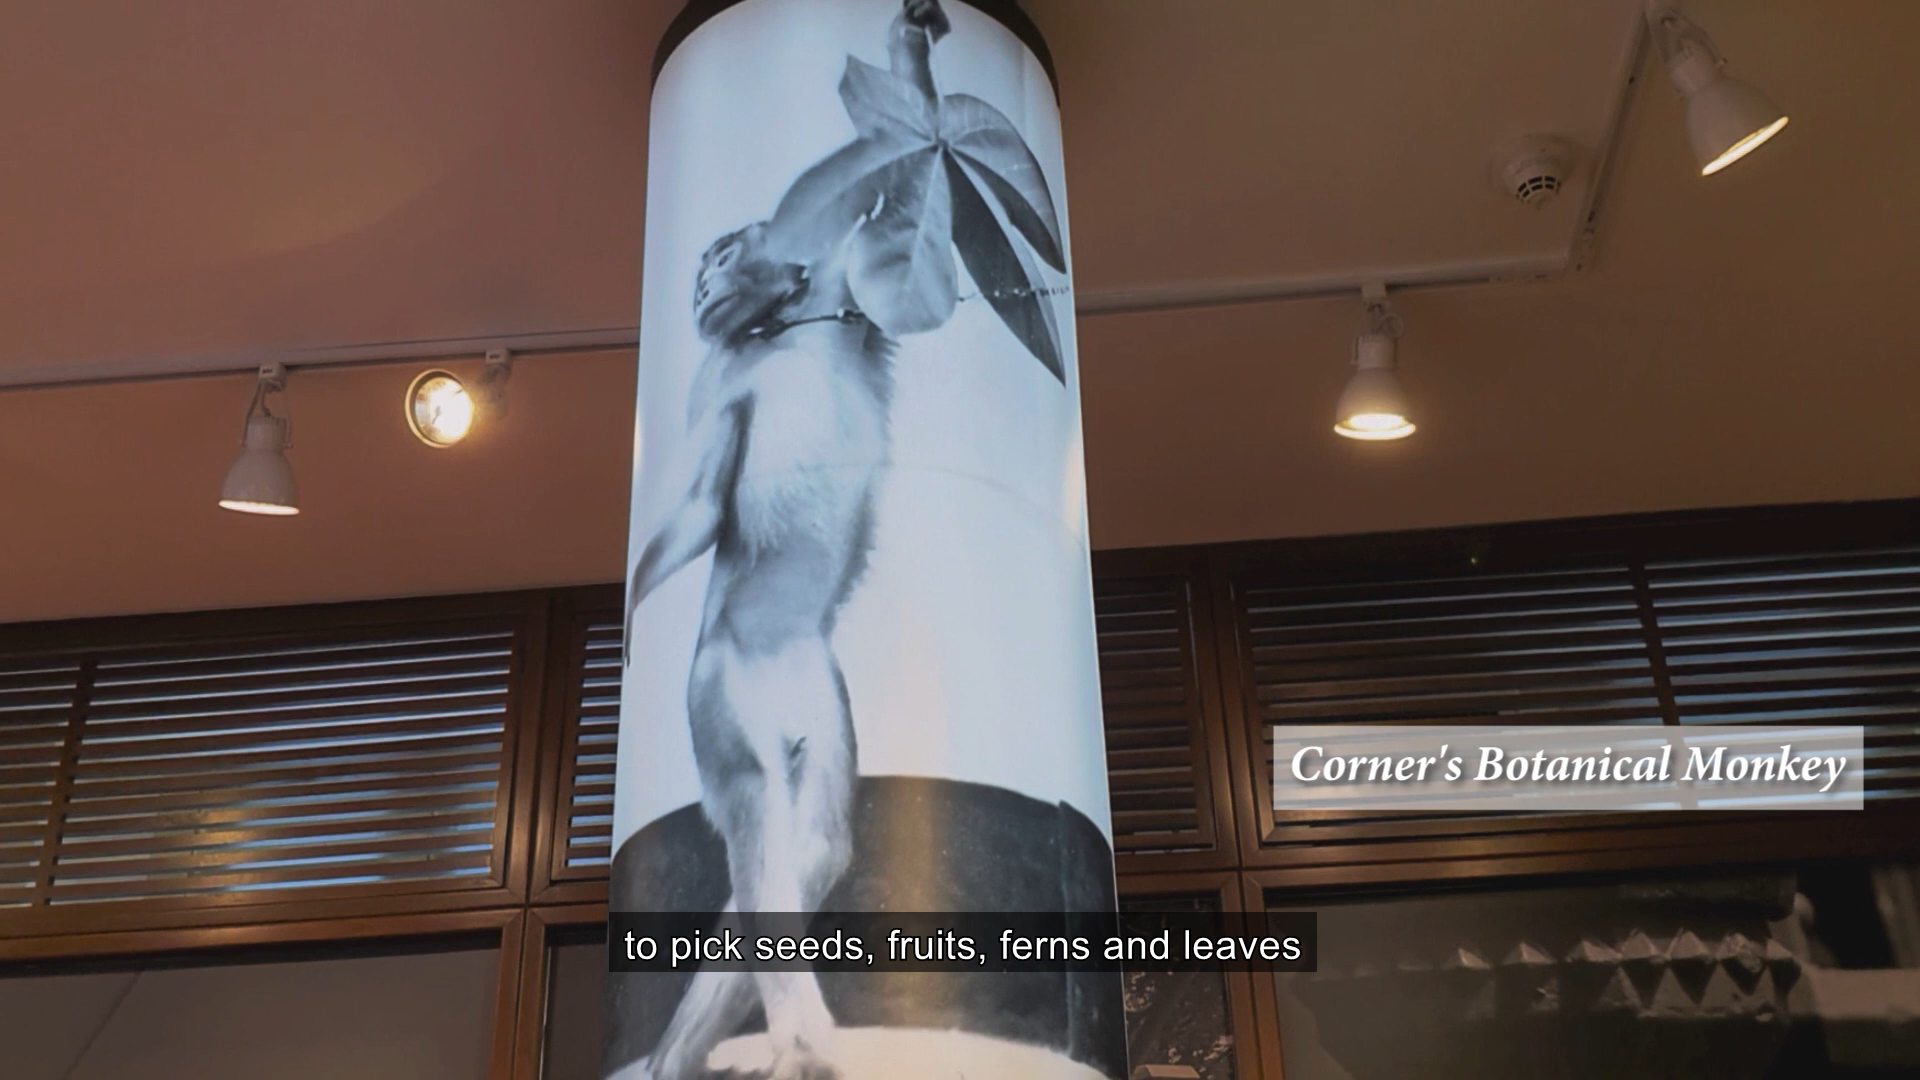 Corner's Botanical Monkey
to pick seeds, fruits, ferns and leaves